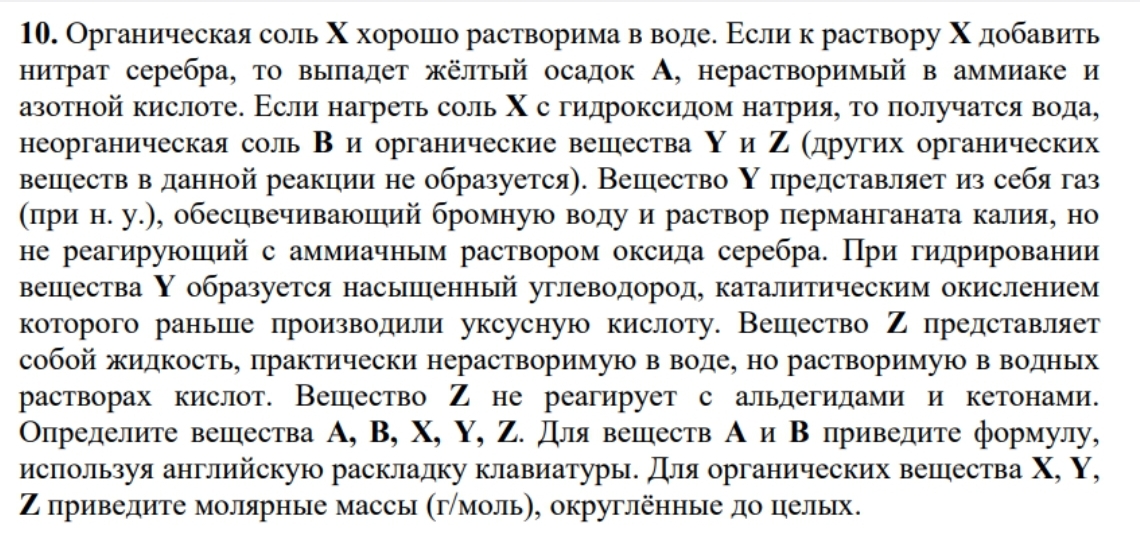 10. Органическая соль X хорошо растворима в воде. Если к раствору X добавить
нитрат серебра, то выпадет жёлтый осадок A, нерастворимый в аммиаке и
азотной кислоте. Если нагреть соль X с гидроксидом натрия, то получатся вода,
неорганическая соль B и органические вещества Y и Z (других органических
веществ в данной реакции не образуется). Вещество Y представляет из себя газ
(при н. у.), обесцвечивающий бромную воду и раствор перманганата калия, но
не реагирующий с аммиачным раствором оксида серебра. При гидрировании
вещества Y образуется насыщенный углеводород, каталитическим окислением
которого раньше производили уксусную кислоту. Вещество Z представляет
собой жидкость, практически нерастворимую в воде, но растворимую в водных
растворах кислот. Вещество Z не реагирует с альдегидами и кетонами.
Определите вещества A, B, X, Y, Z. Для веществ A и B приведите формулу,
используя английскую раскладку клавиатуры. Для органических вещества X, Y,
Z приведите молярные массы (г/моль), округлённые до целых.